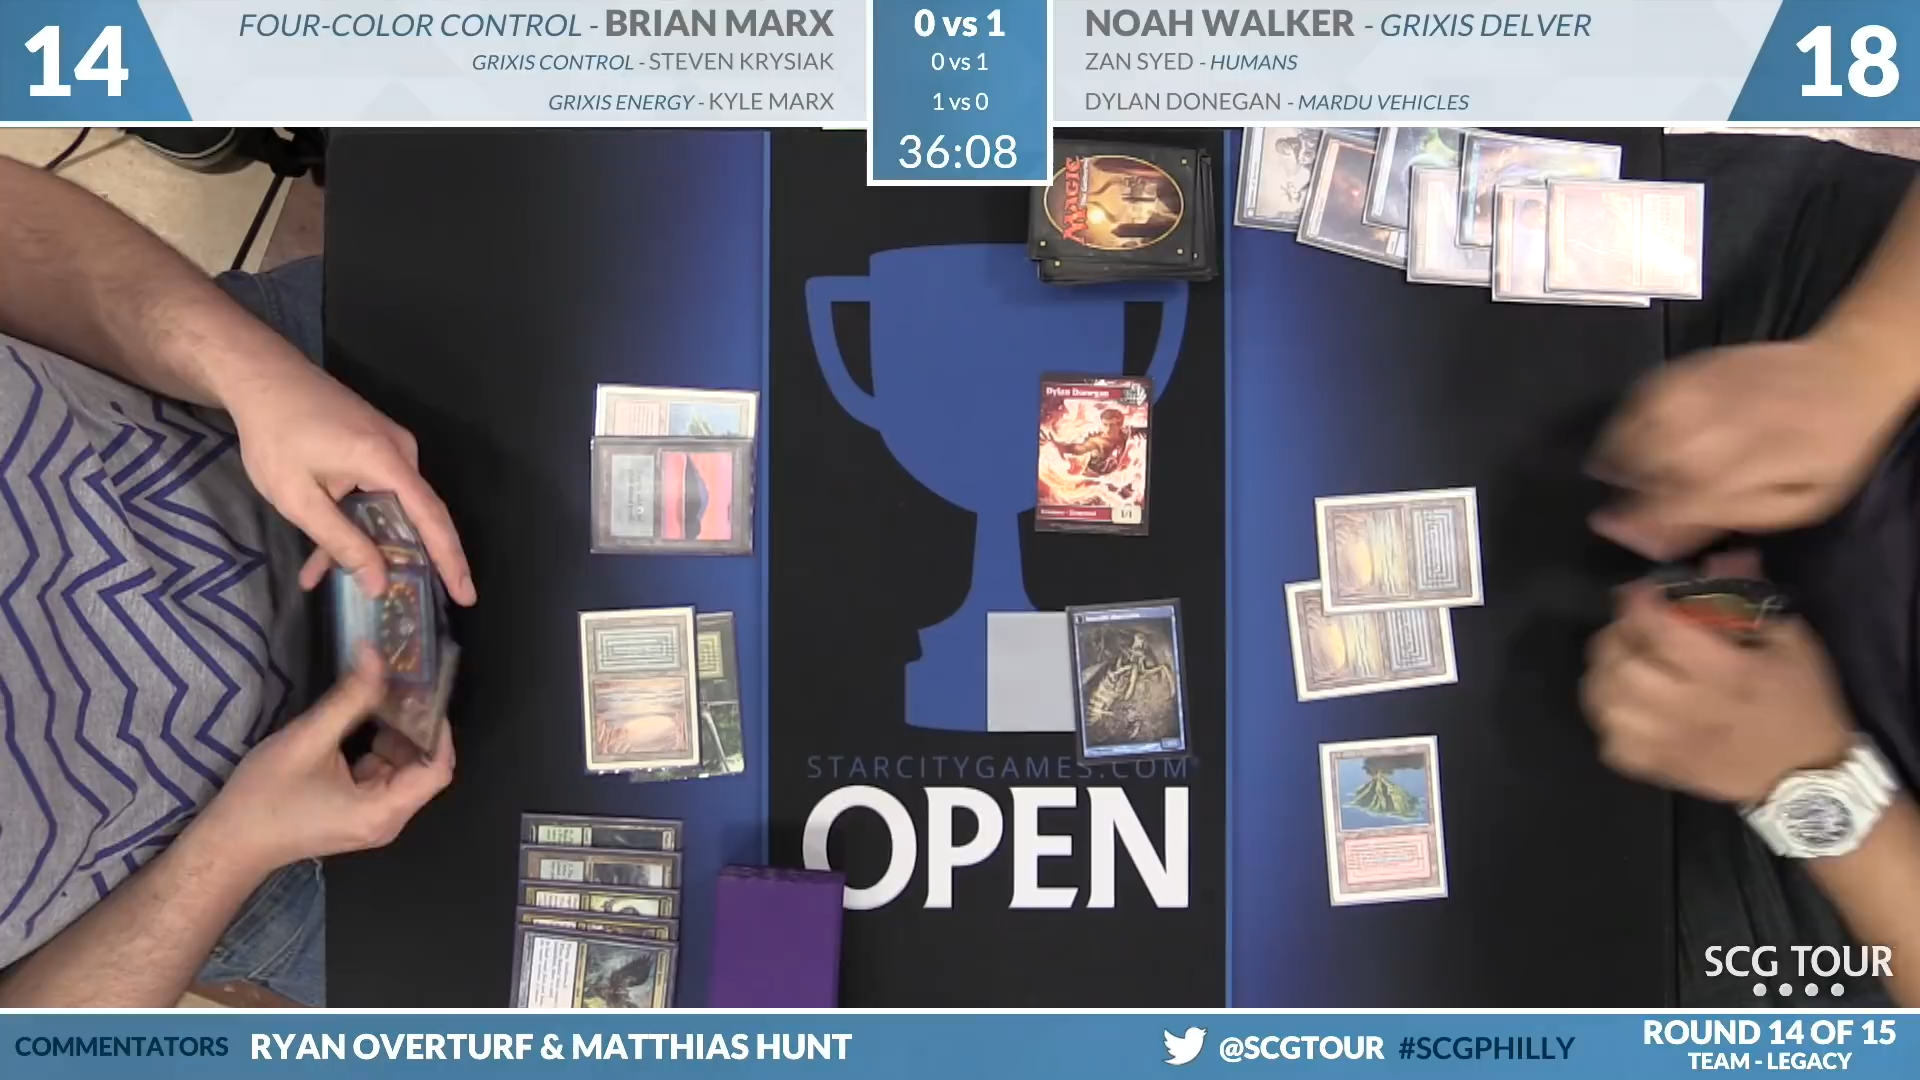 14
FOUR-COLOR CONTROL - BRIAN MARX
GRIXIS CONTROL - STEVEN KRYSIAK
GRIXIS ENERGY - KYLE MARX
0 vs 1
0 vs 1
1 vs 0
36:08
NOAH WALKER - GRIXIS DELVER
ZAN SYED - HUMANS
DYLAN DONEGAN - MARDU VEHICLES
18
MAGIC
Dylan Donegan
1/1
STARCITYGAMES.COM
OPEN
SCG TOUR
COMMENTATORS RYAN OVERTURF & MATTHIAS HUNT
@SCGTOUR #SCGPHILLY
ROUND 14 OF 15
TEAM - LEGACY